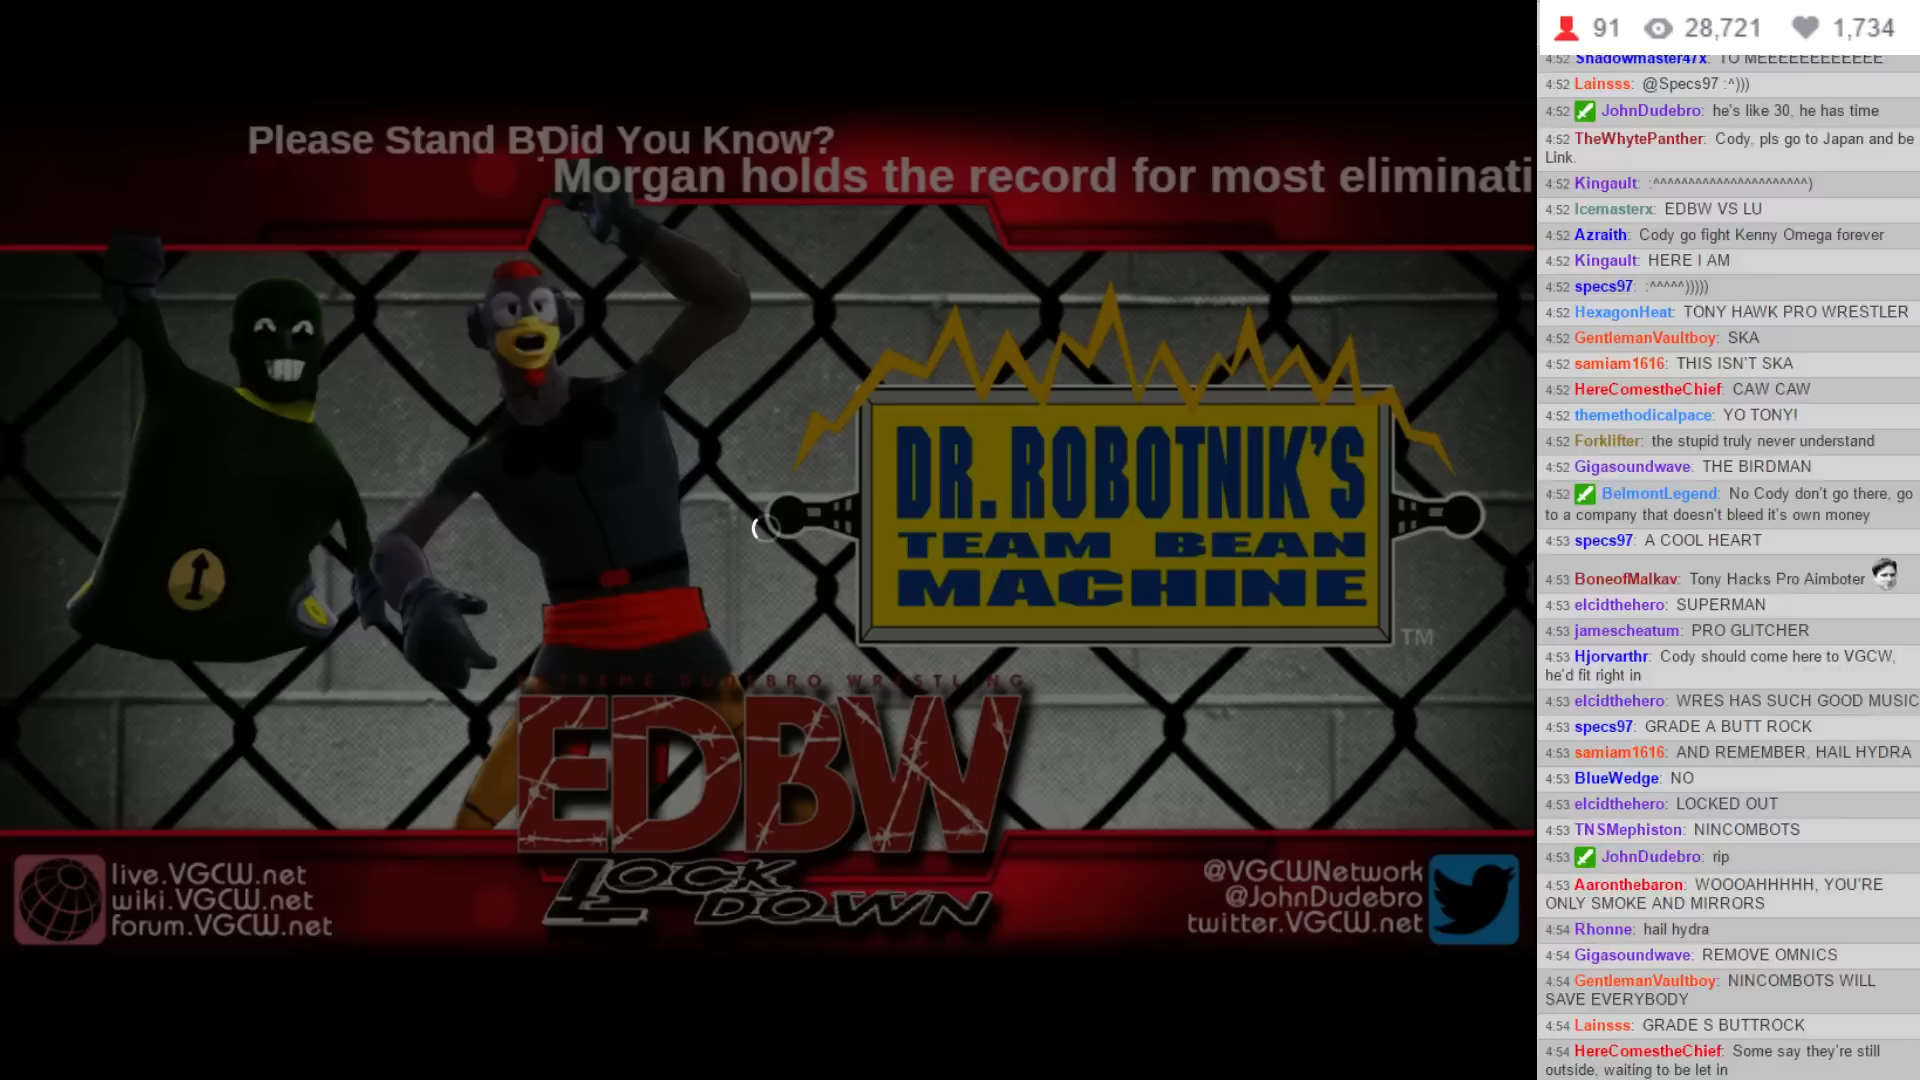 Please Stand By
Did You Know?
Morgan holds the record for most eliminati
DR. ROBOTNIK'S
TEAM BEAN
MACHINE
TM
1
EXTREME DUDEBRO WRESTLING
EDBW
LOCK
DOWN
live.VGCW.net
wiki.VGCW.net
forum.VGCW.net
@VGCWNetwork
@JohnDudebro
twitter.VGCW.net
91 28,721 1,734
4:52 Shadowmaster47x: TO MEEEEEEEEEEEE
4:52 Lainsss: @Specs97 :^)))
4:52 JohnDudebro: he's like 30, he has time
4:52 TheWhytePanther: Cody, pls go to Japan and be
Link.
4:52 Kingault: :^^^^^^^^^^^^^^^^^^^^^^)
4:52 Icemasterx: EDBW VS LU
4:52 Azraith: Cody go fight Kenny Omega forever
4:52 Kingault: HERE I AM
4:52 specs97: :^^^^^)))))
4:52 HexagonHeat: TONY HAWK PRO WRESTLER
4:52 GentlemanVaultboy: SKA
4:52 samiam1616: THIS ISN'T SKA
4:52 HereComestheChief: CAW CAW
4:52 themethodicalpace: YO TONY!
4:52 Forklifter: the stupid truly never understand
4:52 Gigasoundwave: THE BIRDMAN
4:52 BelmontLegend: No Cody don't go there, go
to a company that doesn't bleed it's own money
4:53 specs97: A COOL HEART
4:53 BoneofMalkav: Tony Hacks Pro Aimboter
4:53 elcidthehero: SUPERMAN
4:53 jamescheatum: PRO GLITCHER
4:53 Hjorvarthr: Cody should come here to VGCW,
he'd fit right in
4:53 elcidthehero: WRES HAS SUCH GOOD MUSIC
4:53 specs97: GRADE A BUTT ROCK
4:53 samiam1616: AND REMEMBER, HAIL HYDRA
4:53 BlueWedge: NO
4:53 elcidthehero: LOCKED OUT
4:53 TNSMephiston: NINCOMBOTS
4:53 JohnDudebro: rip
4:53 Aaronthebaron: WOOOAHHHHH, YOU'RE
ONLY SMOKE AND MIRRORS
4:54 Rhonne: hail hydra
4:54 Gigasoundwave: REMOVE OMNICS
4:54 GentlemanVaultboy: NINCOMBOTS WILL
SAVE EVERYBODY
4:54 Lainsss: GRADE S BUTTROCK
4:54 HereComestheChief: Some say they're still
outside, waiting to be let in